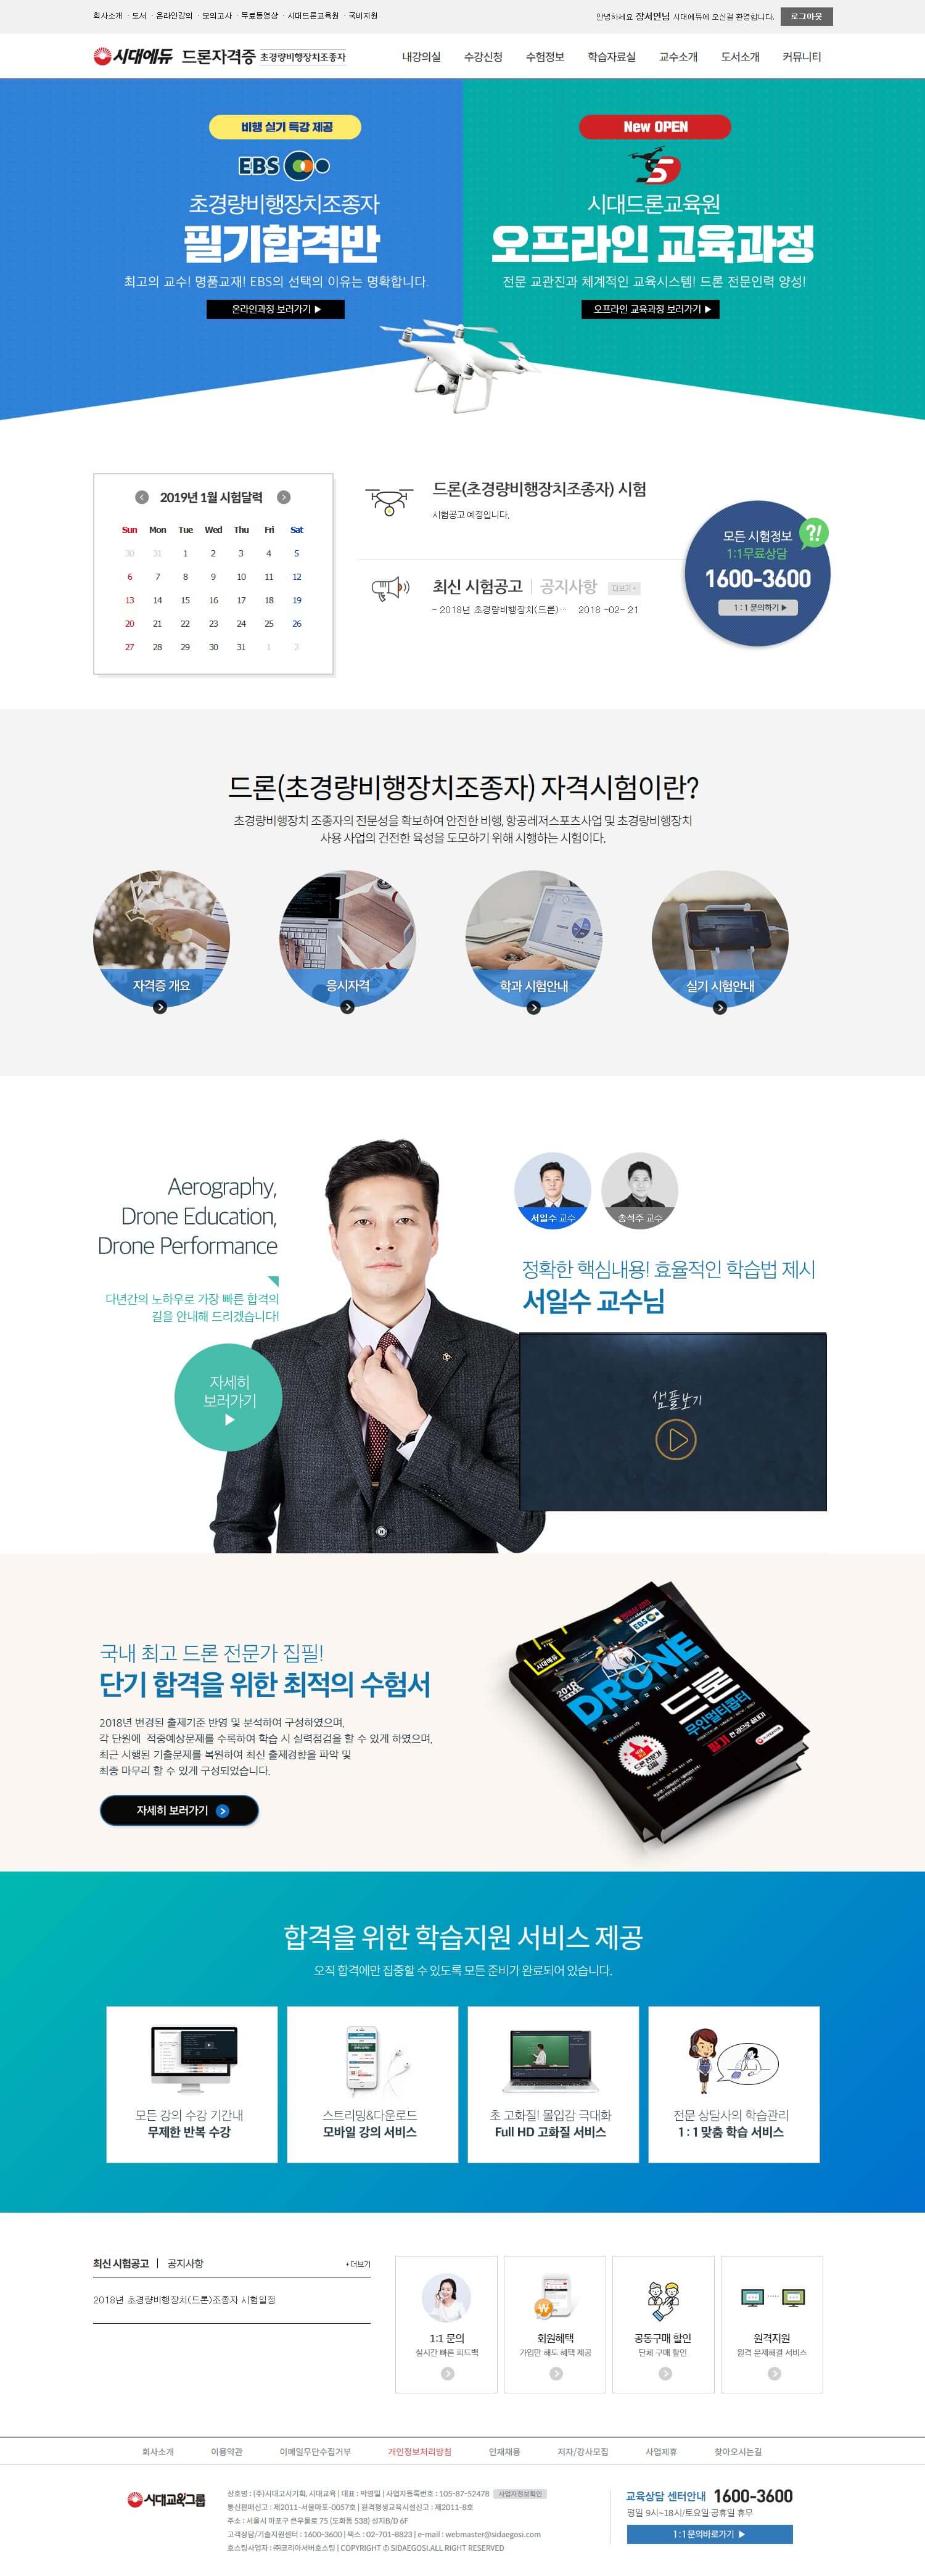 회사소개 · 도서 · 온라인강의 · 모의고사 · 무료동영상 · 시대드론교육원 · 국비지원
안녕하세요 장서연님 시대에듀에 오신걸 환영합니다. 로그아웃
시대에듀 드론자격증 초경량비행장치조종자
내강의실 수강신청 수험정보 학습자료실 교수소개 도서소개 커뮤니티
비행 실기 특강 제공
EBS
초경량비행장치조종자
필기합격반
최고의 교수! 명품교재! EBS의 선택의 이유는 명확합니다.
온라인과정 보러가기 ▶
New OPEN
시대드론교육원
오프라인 교육과정
전문 교관진과 체계적인 교육시스템! 드론 전문인력 양성!
오프라인 교육과정 보러가기 ▶
2019년 1월 시험달력
Sun Mon Tue Wed Thu Fri Sat
30 31 1 2 3 4 5
6 7 8 9 10 11 12
13 14 15 16 17 18 19
20 21 22 23 24 25 26
27 28 29 30 31 1 2
드론(초경량비행장치조종자) 시험
시험공고 예정입니다.
최신 시험공고 | 공지사항 더보기+
- 2018년 초경량비행장치(드론)… 2018 -02- 21
?!
모든 시험정보
1:1무료상담
1600-3600
1 : 1 문의하기 ▶
드론(초경량비행장치조종자) 자격시험이란?
초경량비행장치 조종자의 전문성을 확보하여 안전한 비행, 항공레저스포츠사업 및 초경량비행장치
사용 사업의 건전한 육성을 도모하기 위해 시행하는 시험이다.
자격증 개요
응시자격
학과 시험안내
실기 시험안내
Aerography,
Drone Education,
Drone Performance
다년간의 노하우로 가장 빠른 합격의
길을 안내해 드리겠습니다!
자세히
보러가기
▶
서일수 교수
송석주 교수
정확한 핵심내용! 효율적인 학습법 제시
서일수 교수님
샘플보기
국내 최고 드론 전문가 집필!
단기 합격을 위한 최적의 수험서
2018년 변경된 출제기준 반영 및 분석하여 구성하였으며,
각 단원에 적중예상문제를 수록하여 학습 시 실력점검을 할 수 있게 하였으며,
최근 시행된 기출문제를 복원하여 최신 출제경향을 파악 및
최종 마무리 할 수 있게 구성되었습니다.
자세히 보러가기
시대에듀
EBS
2018
DRONE
드론
무인멀티콥터
필기
합격을 위한 학습지원 서비스 제공
오직 합격에만 집중할 수 있도록 모든 준비가 완료되어 있습니다.
모든 강의 수강 기간내
무제한 반복 수강
스트리밍&다운로드
모바일 강의 서비스
초 고화질! 몰입감 극대화
Full HD 고화질 서비스
전문 상담사의 학습관리
1 : 1 맞춤 학습 서비스
최신 시험공고 | 공지사항 +더보기
2018년 초경량비행장치(드론)조종자 시험일정
1:1 문의
실시간 빠른 피드백
회원혜택
가입만 해도 혜택 제공
공동구매 할인
단체 구매 할인
원격지원
원격 문제해결 서비스
회사소개 이용약관 이메일무단수집거부 개인정보처리방침 인재채용 저자/강사모집 사업제휴 찾아오시는길
시대교육그룹
상호명 : (주)시대고시기획, 시대교육 | 대표 : 박영일 | 사업자등록번호 : 105-87-52478 사업자정보확인
통신판매신고 : 제2011-서울마포-0057호 | 원격평생교육시설신고 : 제2011-8호
주소 : 서울시 마포구 큰우물로 75 (도화동 538) 성지B/D 6F
고객상담/기술지원센터 : 1600-3600 | 팩스 : 02-701-8823 | e-mail : webmaster@sidaegosi.com
호스팅사업자 : ㈜코리아서버호스팅 | COPYRIGHT © SIDAEGOSI.ALL RIGHT RESERVED
교육상담 센터안내 1600-3600
평일 9시~18시/토요일·공휴일 휴무
1:1문의바로가기 ▶